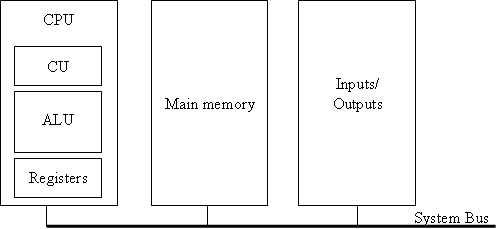 CPU
CU
ALU
Registers
Main memory
Inputs/
Outputs
System Bus